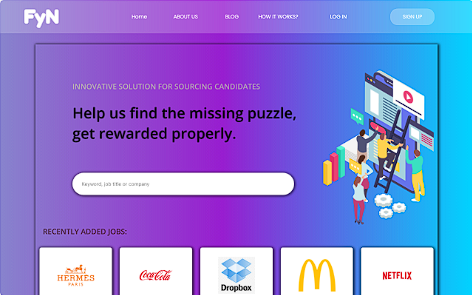 FyN
Home ABOUT US BLOG HOW IT WORKS? LOG IN SIGN UP
INNOVATIVE SOLUTION FOR SOURCING CANDIDATES
Help us find the missing puzzle,
get rewarded properly.
Keyword, job title or company
RECENTLY ADDED JOBS:
HERMES
PARIS
Coca-Cola
Dropbox
NETFLIX